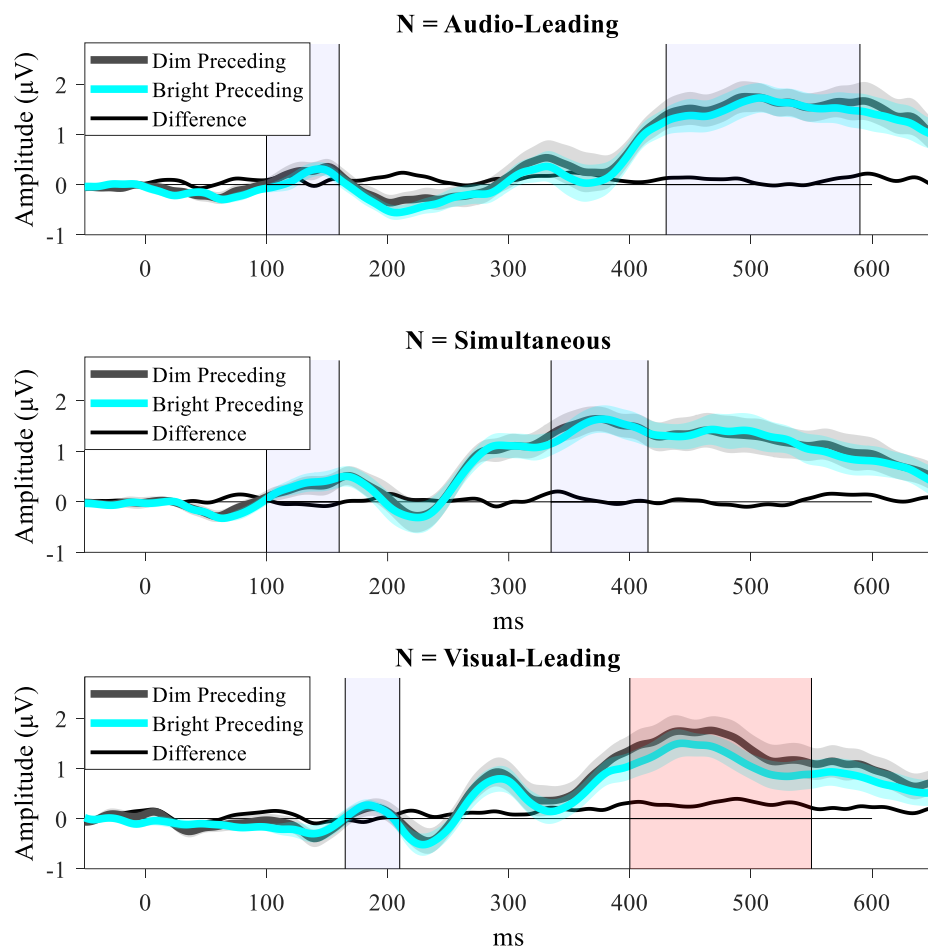 N = Audio-Leading
Amplitude (µV)
2
1
0
-1
Dim Preceding
Bright Preceding
Difference
0 100 200 300 400 500 600
N = Simultaneous
Amplitude (µV)
2
1
0
-1
Dim Preceding
Bright Preceding
Difference
0 100 200 300 400 500 600
ms
N = Visual-Leading
Amplitude (µV)
2
1
0
-1
Dim Preceding
Bright Preceding
Difference
0 100 200 300 400 500 600
ms